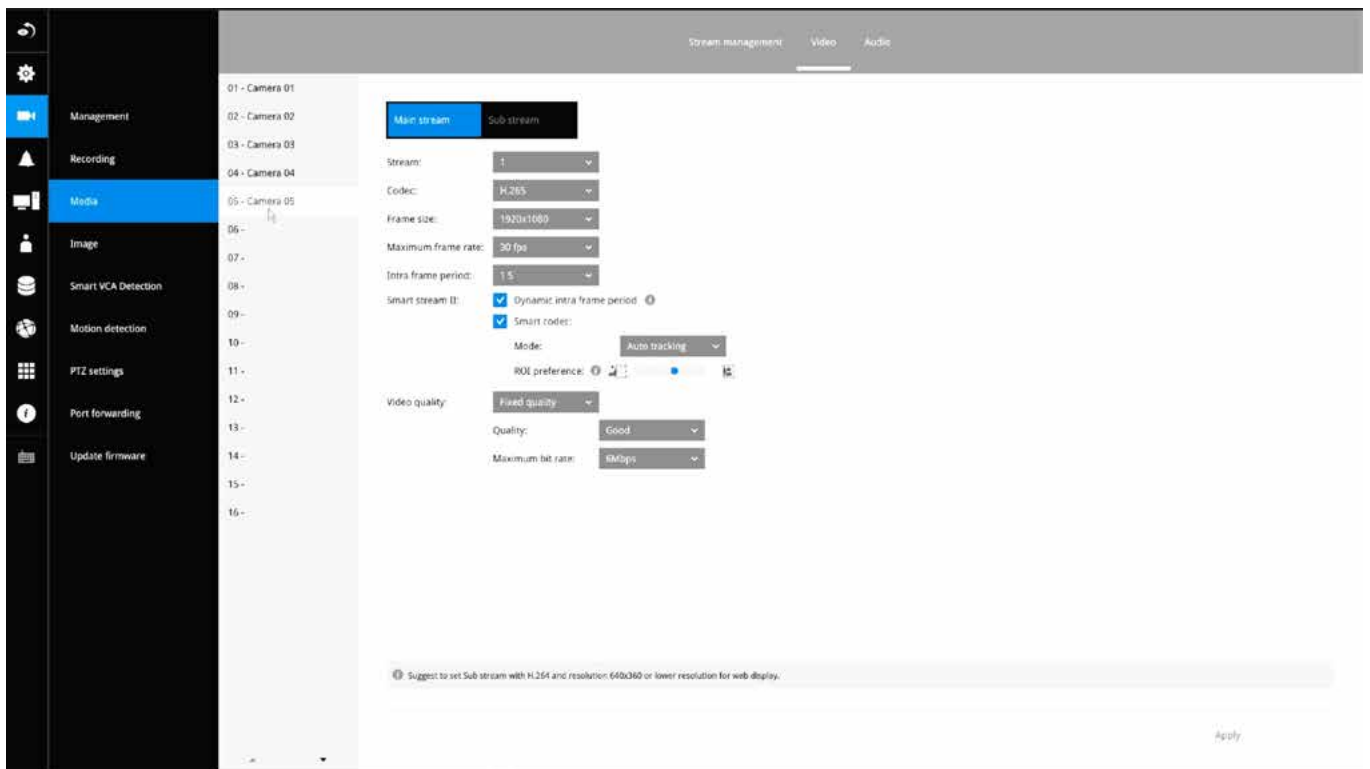 Stream management Video Audio
Management
Recording
Media
Image
Smart VCA Detection
Motion detection
PTZ settings
Port forwarding
Update firmware
01 - Camera 01
02 - Camera 02
03 - Camera 03
04 - Camera 04
05 - Camera 05
06 -
07 -
08 -
09 -
10 -
11 -
12 -
13 -
14 -
15 -
16 -
Main stream Sub stream
Stream: 1
Codec: H.265
Frame size: 1920x1080
Maximum frame rate: 30 fps
Intra frame period: 1 S
Smart stream II: Dynamic intra frame period
Smart codec:
Mode: Auto tracking
ROI preference:
Video quality: Fixed quality
Quality: Good
Maximum bit rate: 6Mbps
Suggest to set Sub stream with H.264 and resolution 640x360 or lower resolution for web display.
Apply